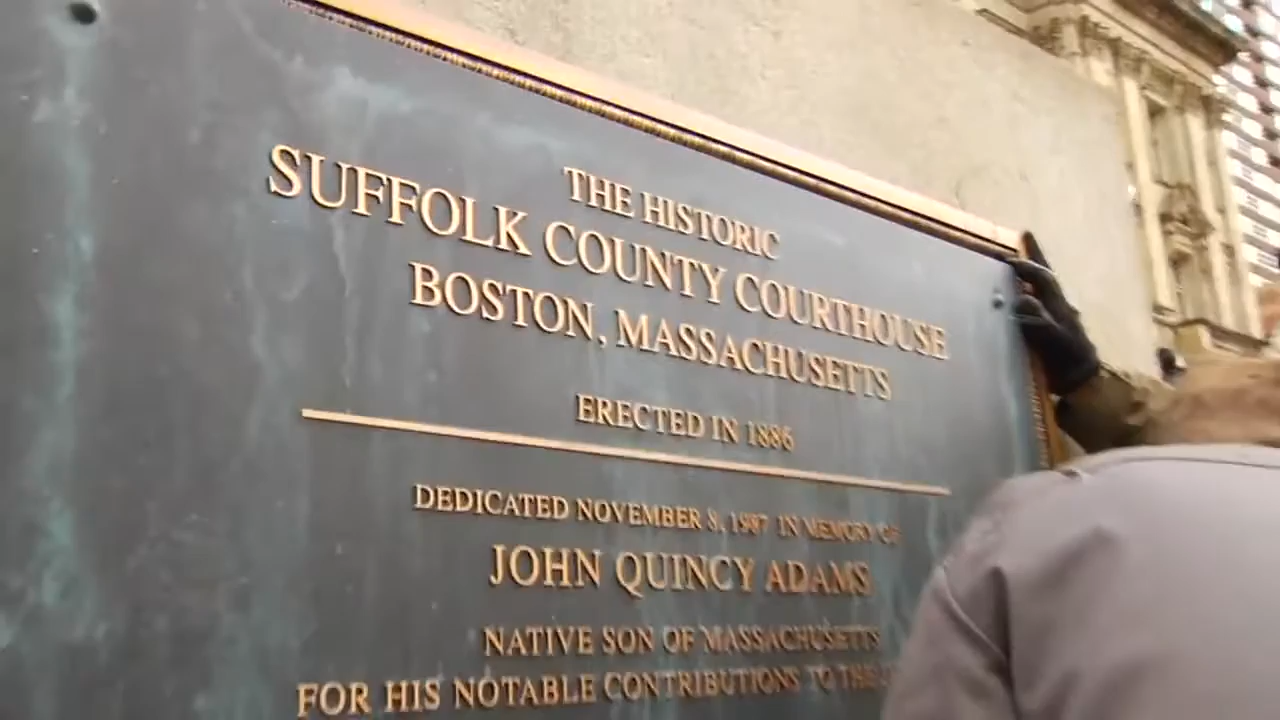 THE HISTORIC
SUFFOLK COUNTY COURTHOUSE
BOSTON, MASSACHUSETTS
ERECTED IN 1886
DEDICATED NOVEMBER 8, 1987 IN MEMORY OF
JOHN QUINCY ADAMS
NATIVE SON OF MASSACHUSETTS
FOR HIS NOTABLE CONTRIBUTIONS TO THE